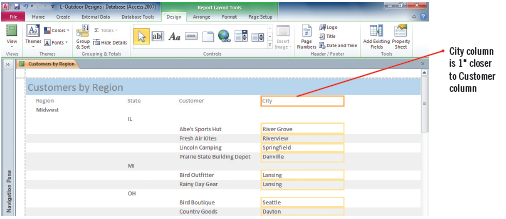 L: Outdoor Designs: Database (Access 2007)
Report Layout Tools
File Home Create External Data Database Tools Design Arrange Format Page Setup
View Themes Colors Fonts Group & Sort Totals Hide Details Insert Image Page Numbers Logo Title Date and Time Add Existing Fields Property Sheet
Views Themes Grouping & Totals Controls Header / Footer Tools
Customers by Region
Customers by Region
Region State Customer City
Midwest
IL
Abe's Sports Hut River Grove
Fresh Air Kites Riverview
Lincoln Camping Springfield
Prairie State Building Depot Danville
MI
Bird Outfitter Lansing
Rainy Day Gear Lansing
OH
Bird Boutique Seattle
Country Goods Dayton
Navigation Pane
City column
is 1" closer
to Customer
column